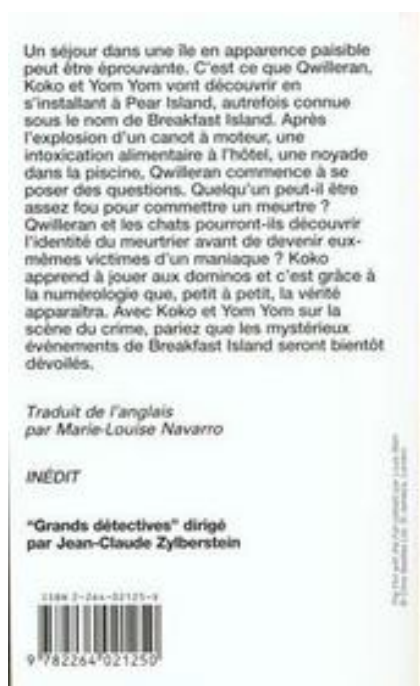 Un séjour dans une île en apparence paisible
peut être éprouvante. C'est ce que Qwilleran,
Koko et Yom Yom vont découvrir en
s'installant à Pear Island, autrefois connue
sous le nom de Breakfast Island. Après
l'explosion d'un canot à moteur, une
intoxication alimentaire à l'hôtel, une noyade
dans la piscine, Qwilleran commence à se
poser des questions. Quelqu'un peut-il être
assez fou pour commettre un meurtre ?
Qwilleran et les chats pourront-ils découvrir
l'identité du meurtrier avant de devenir eux-
mêmes victimes d'un maniaque ? Koko
apprend à jouer aux dominos et c'est grâce à
la numérologie que, petit à petit, la vérité
apparaîtra. Avec Koko et Yom Yom sur la
scène du crime, pariez que les mystérieux
événements de Breakfast Island seront bientôt
dévoilés.
Traduit de l'anglais
par Marie-Louise Navarro
INÉDIT
"Grands détectives" dirigé
par Jean-Claude Zylberstein
ISBN 2-264-02125-9
9 782264 021250